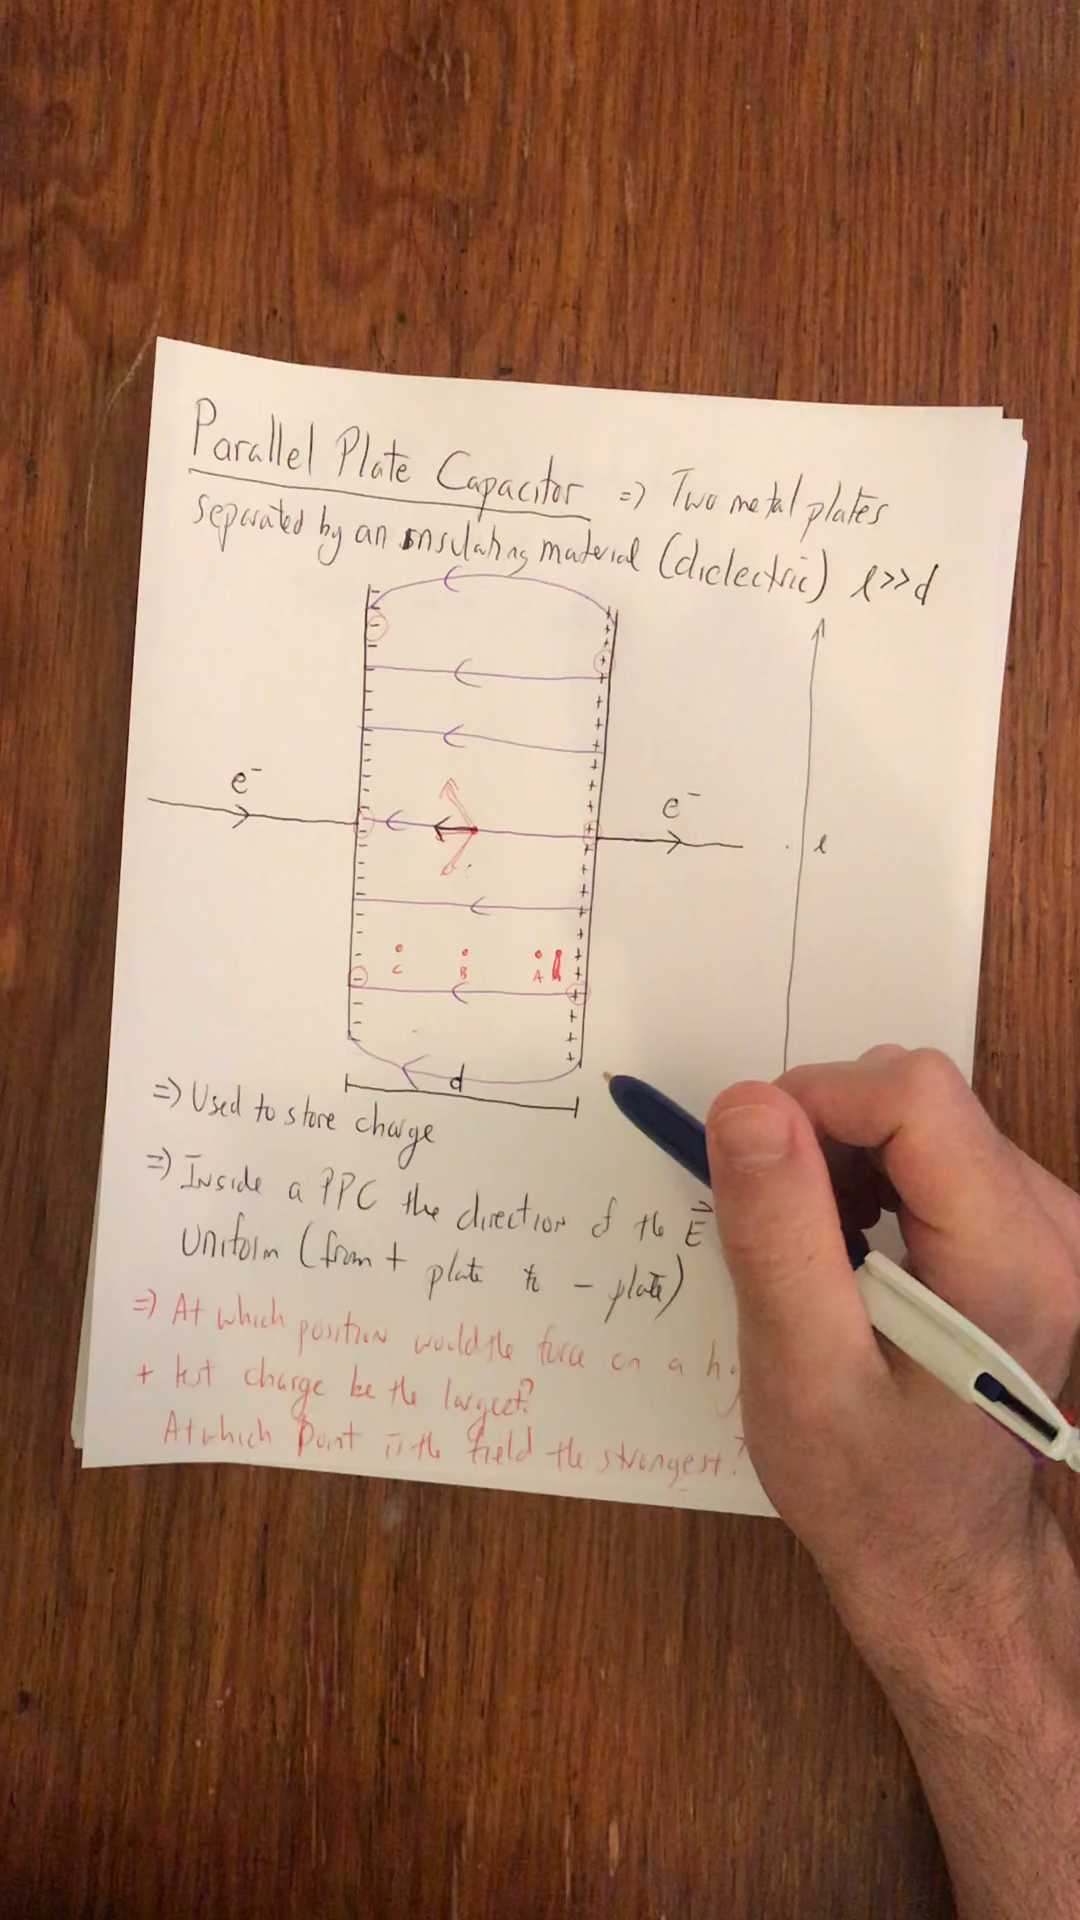 Parallel Plate Capacitor => Two metal plates
separated by an insulating material (dielectric) l>>d
e⁻
e⁻
l
C
B
A
d
=> Used to store charge
=> Inside a PPC the direction of the E
uniform (from + plate to - plate)
=> At which position would the force on a
+ test charge be the largest?
At which point is the field the strongest?